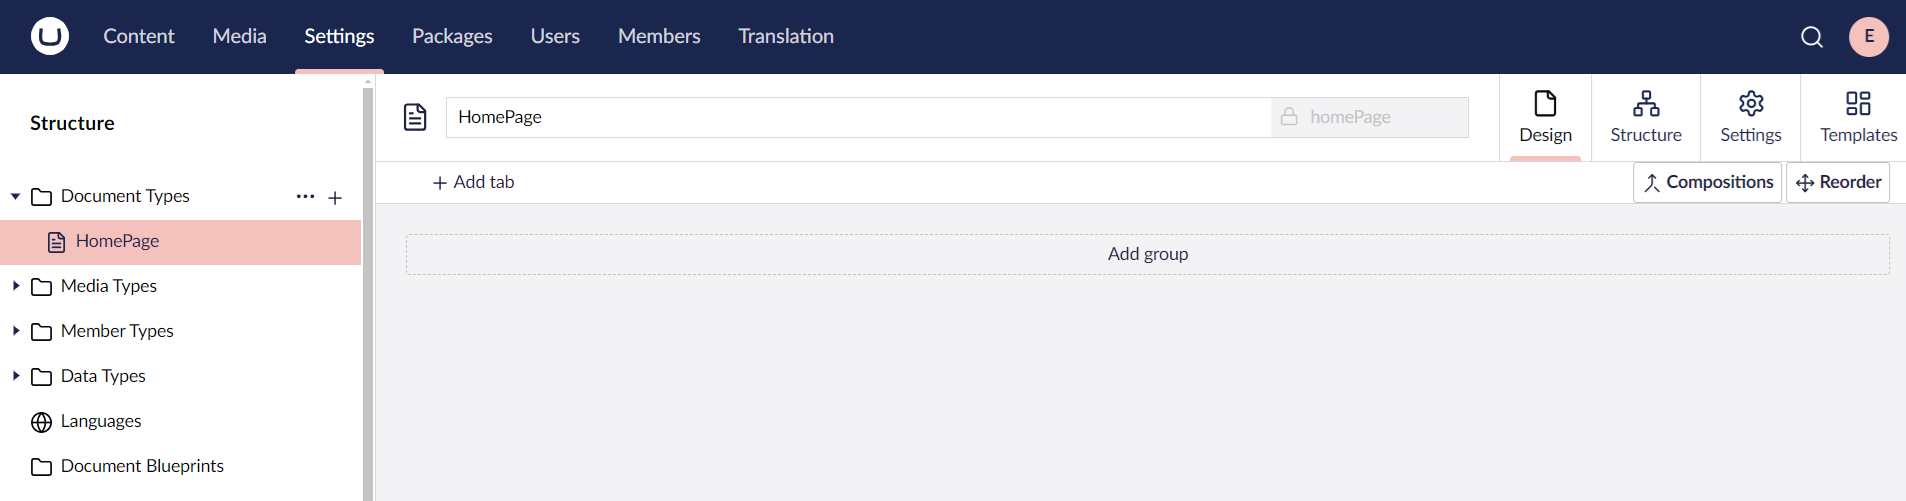 Content Media Settings Packages Users Members Translation E
Structure
Document Types
HomePage
Media Types
Member Types
Data Types
Languages
Document Blueprints
HomePage homePage
Design Structure Settings Templates
Add tab Compositions Reorder
Add group